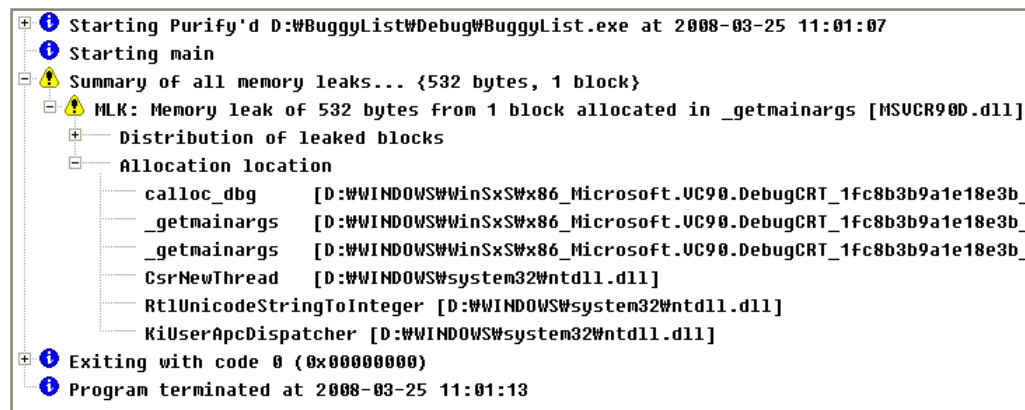 Starting Purify'd D:₩BuggyList₩Debug₩BuggyList.exe at 2008-03-25 11:01:07
Starting main
Summary of all memory leaks... {532 bytes, 1 block}
MLK: Memory leak of 532 bytes from 1 block allocated in _getmainargs [MSVCR90D.dll]
Distribution of leaked blocks
Allocation location
calloc_dbg [D:₩WINDOWS₩WinSxS₩x86_Microsoft.VC90.DebugCRT_1fc8b3b9a1e18e3b_
_getmainargs [D:₩WINDOWS₩WinSxS₩x86_Microsoft.VC90.DebugCRT_1fc8b3b9a1e18e3b_
_getmainargs [D:₩WINDOWS₩WinSxS₩x86_Microsoft.VC90.DebugCRT_1fc8b3b9a1e18e3b_
CsrNewThread [D:₩WINDOWS₩system32₩ntdll.dll]
RtlUnicodeStringToInteger [D:₩WINDOWS₩system32₩ntdll.dll]
KiUserApcDispatcher [D:₩WINDOWS₩system32₩ntdll.dll]
Exiting with code 0 (0x00000000)
Program terminated at 2008-03-25 11:01:13